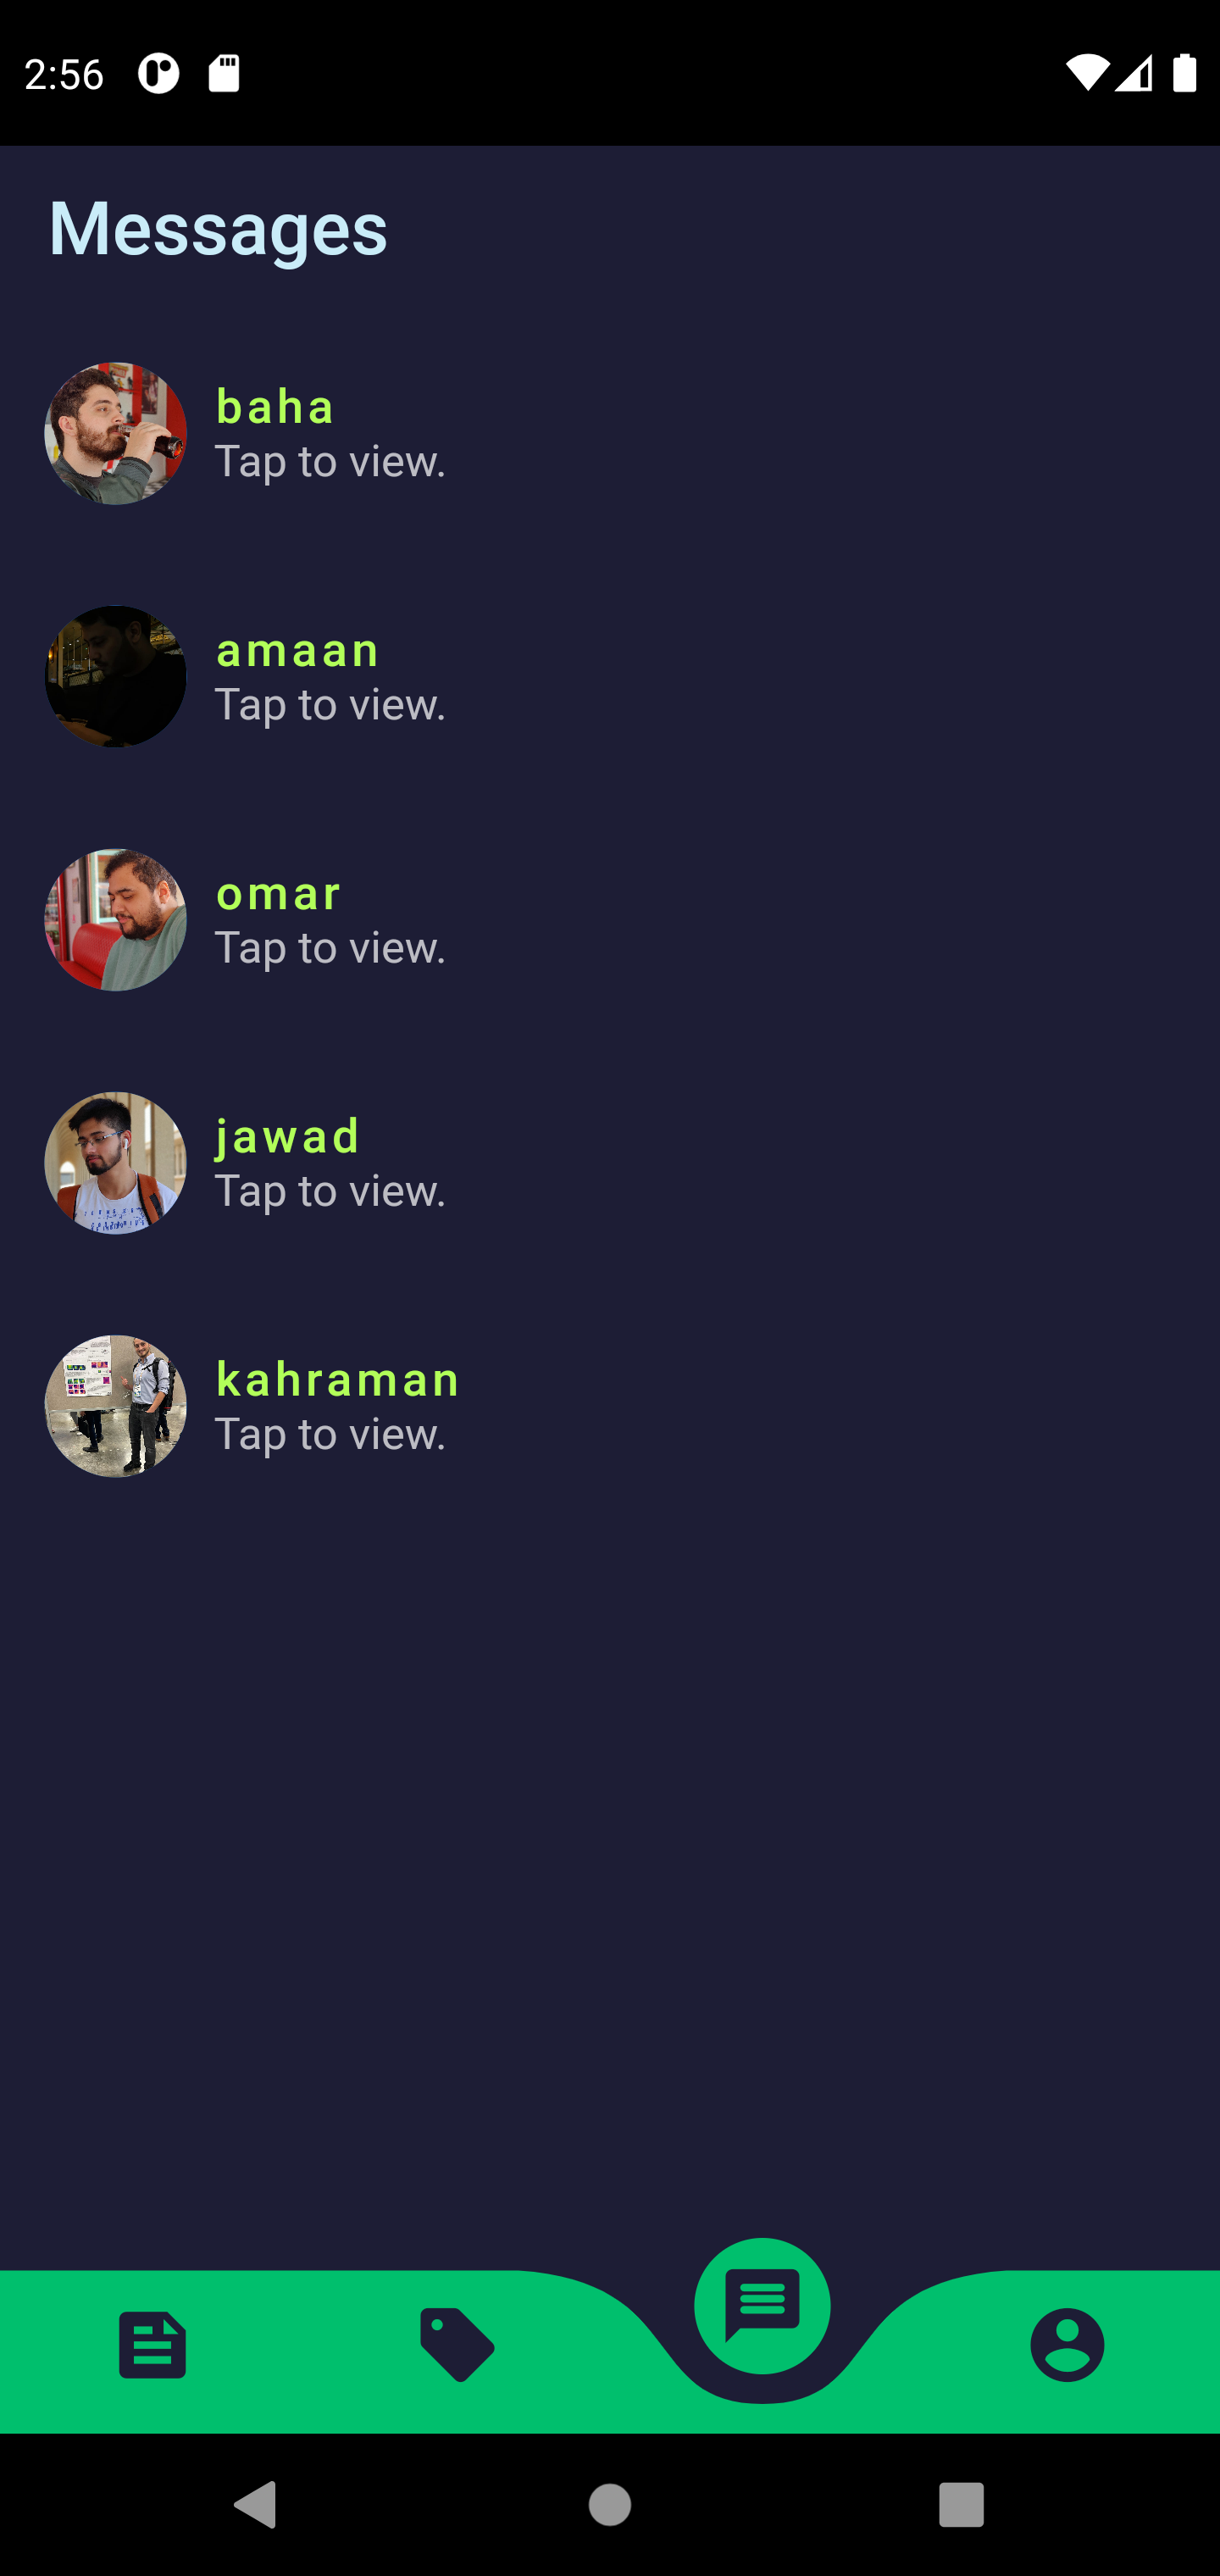 2:56
Messages
baha
Tap to view.
amaan
Tap to view.
omar
Tap to view.
jawad
Tap to view.
kahraman
Tap to view.